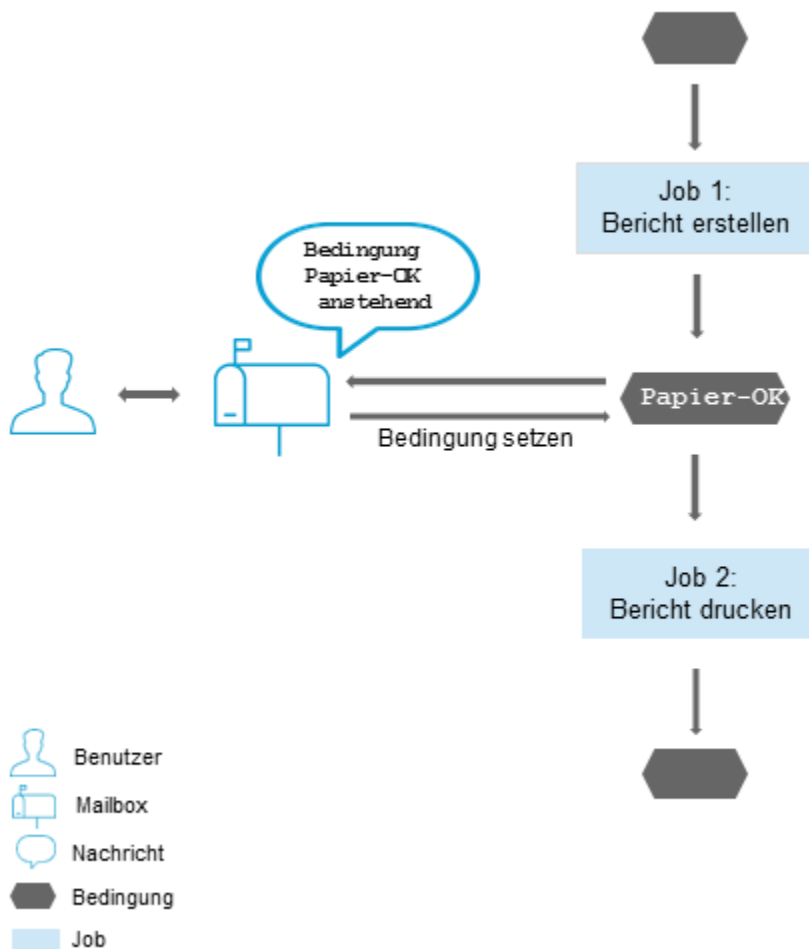 Job 1:
Bericht erstellen
Bedingung
Papier-OK
anstehend
Papier-OK
Bedingung setzen
Job 2:
Bericht drucken
Benutzer
Mailbox
Nachricht
Bedingung
Job